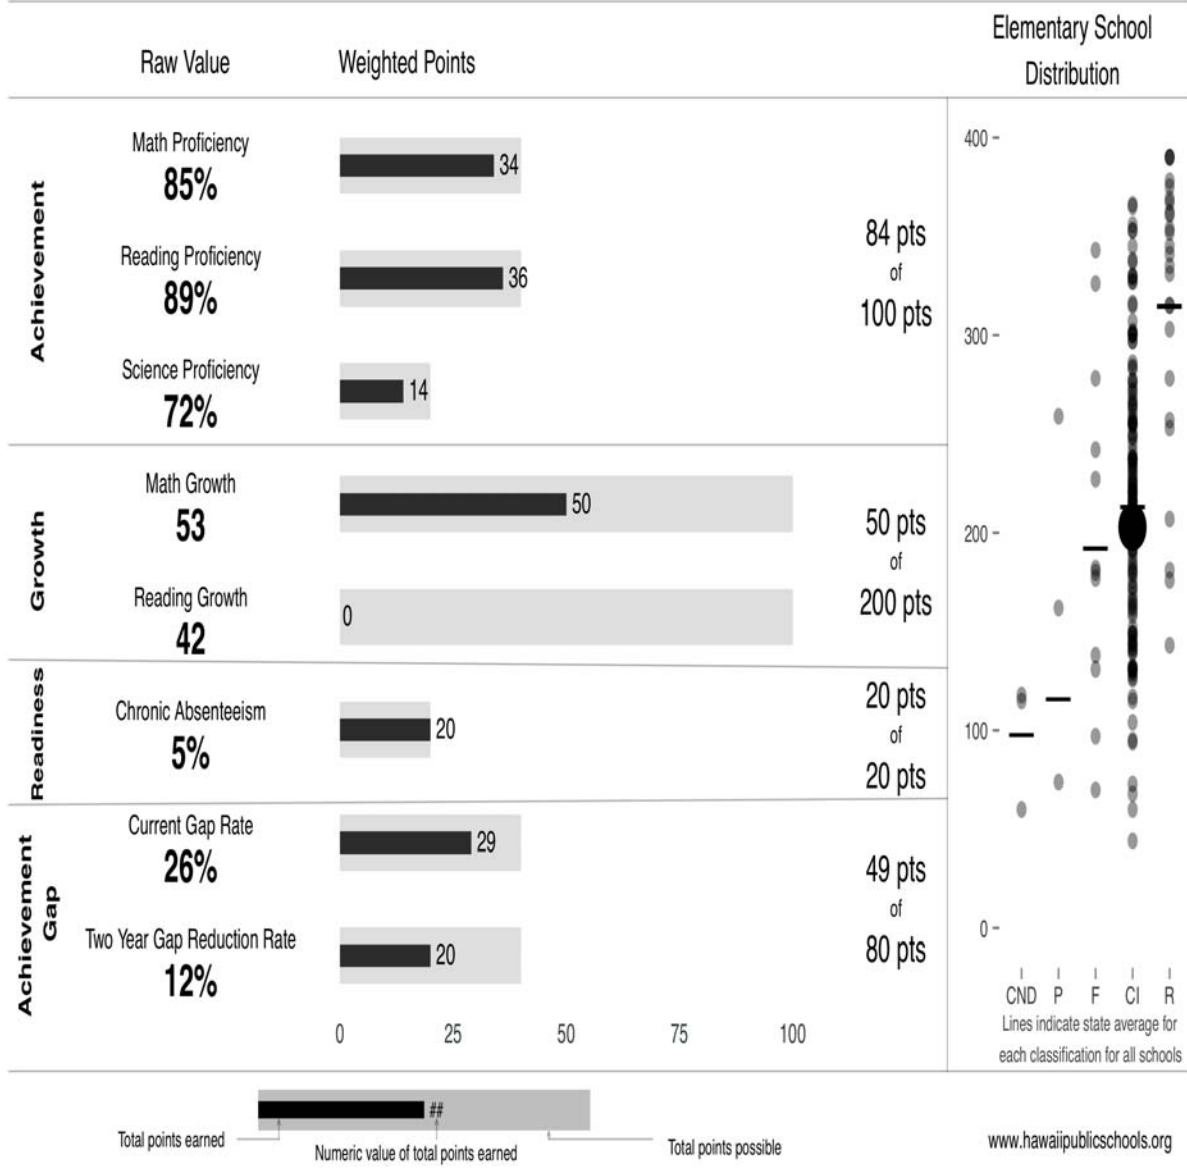 Elementary School
Distribution
Raw Value Weighted Points
Achievement
Math Proficiency
85%
34
Reading Proficiency
89%
36
Science Proficiency
72%
14
84 pts
of
100 pts
Growth
Math Growth
53
50
Reading Growth
42
0
50 pts
of
200 pts
Readiness
Chronic Absenteeism
5%
20
20 pts
of
20 pts
Achievement
Gap
Current Gap Rate
26%
29
Two Year Gap Reduction Rate
12%
20
49 pts
of
80 pts
0 25 50 75 100
400
300
200
100
0
CND P F CI R
Lines indicate state average for
each classification for all schools
##
Total points earned
Numeric value of total points earned
Total points possible
www.hawaiipublicschools.org